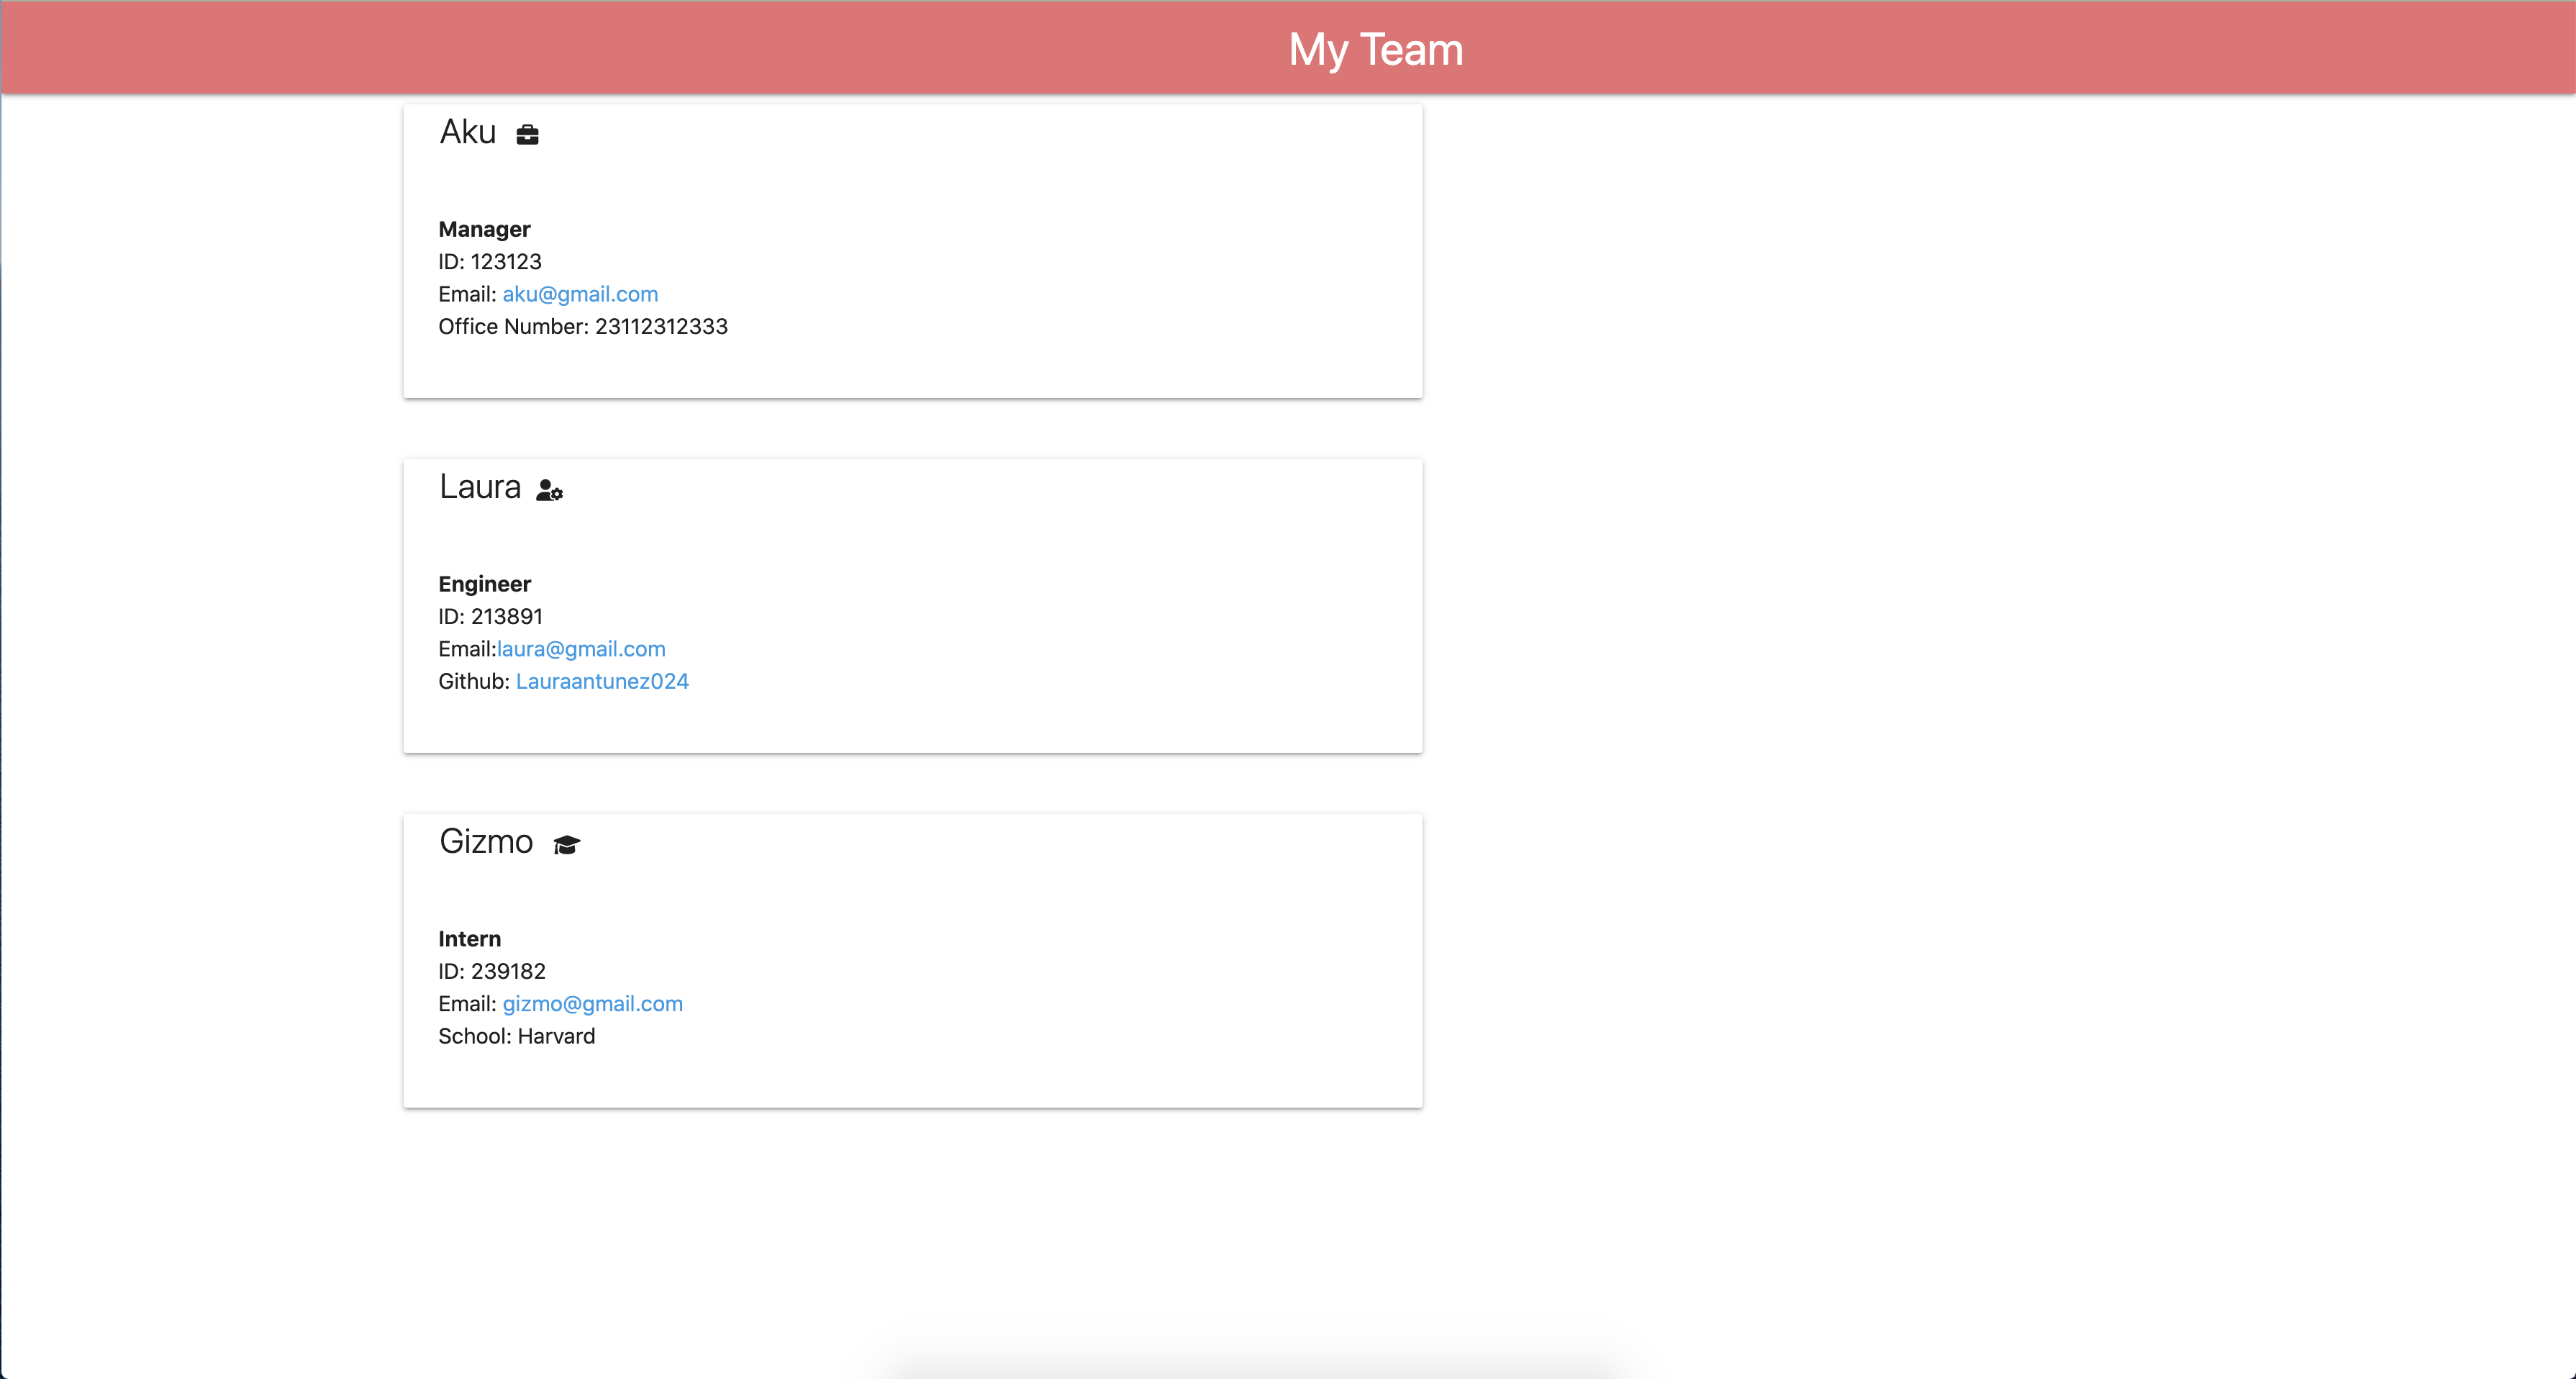 My Team
Aku
Manager
ID: 123123
Email: aku@gmail.com
Office Number: 23112312333
Laura
Engineer
ID: 213891
Email:laura@gmail.com
Github: Lauraantunez024
Gizmo
Intern
ID: 239182
Email: gizmo@gmail.com
School: Harvard